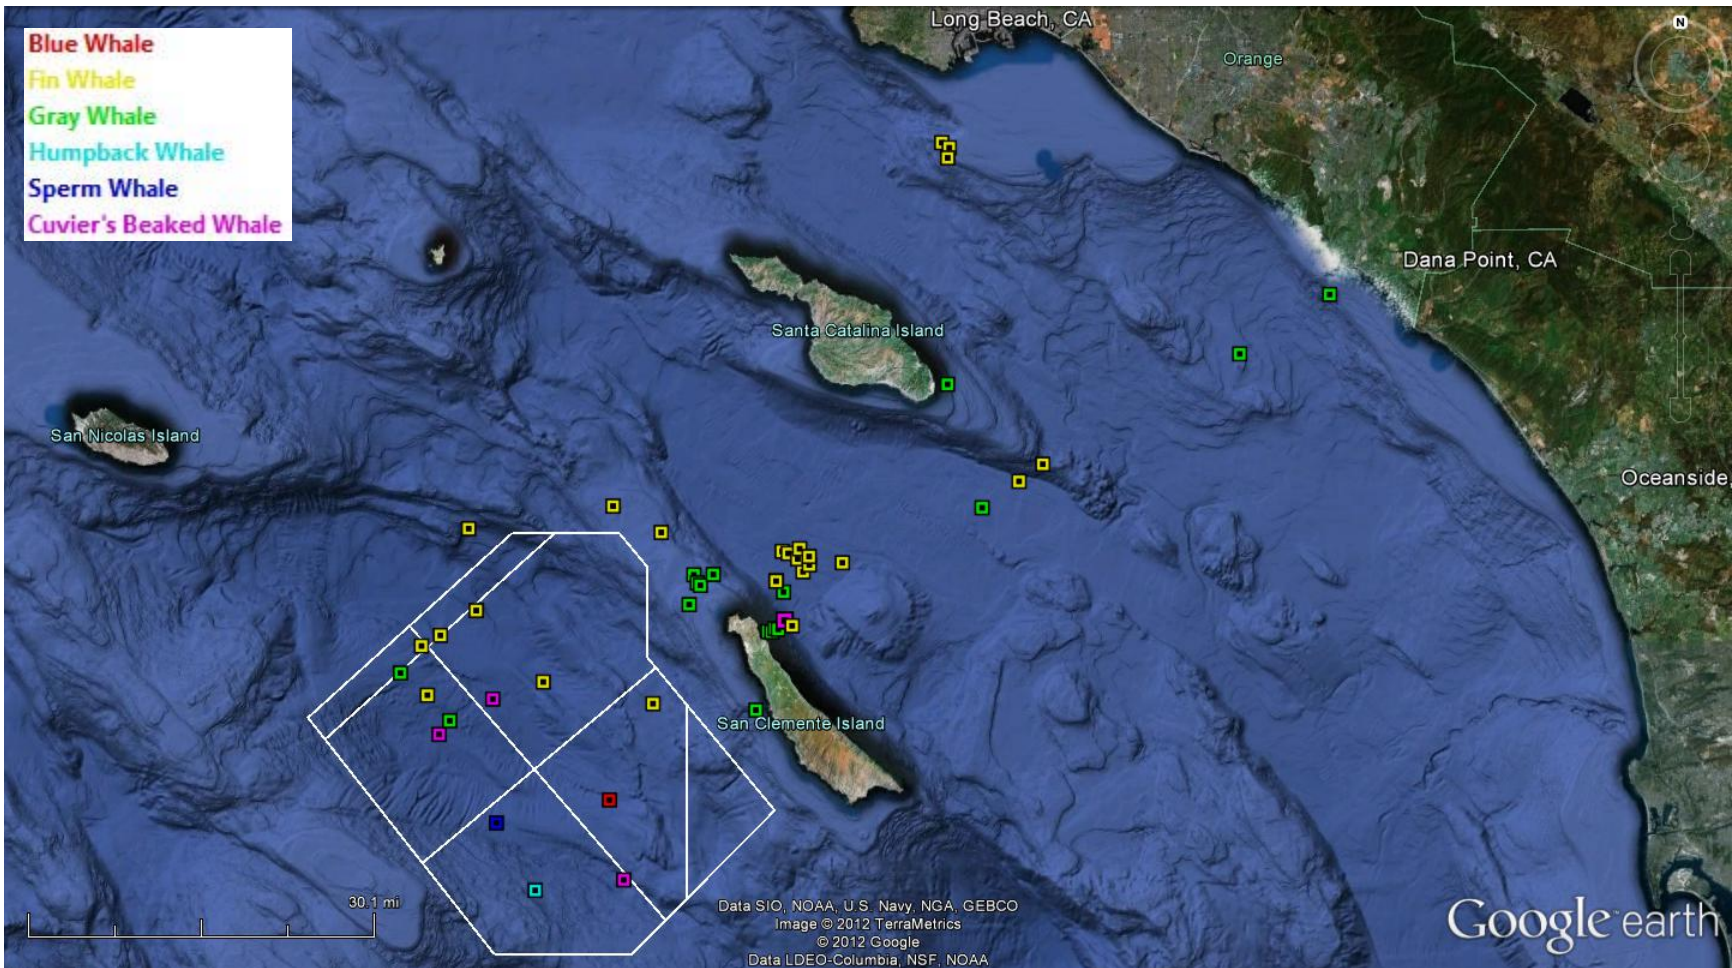 Blue Whale
Fin Whale
Gray Whale
Humpback Whale
Sperm Whale
Cuvier's Beaked Whale
Long Beach, CA
Orange
N
Dana Point, CA
Santa Catalina Island
San Nicolas Island
Oceanside,
San Clemente Island
30.1 mi
Data SIO, NOAA, U.S. Navy, NGA, GEBCO
Image © 2012 TerraMetrics
© 2012 Google
Data LDEO-Columbia, NSF, NOAA
Google earth